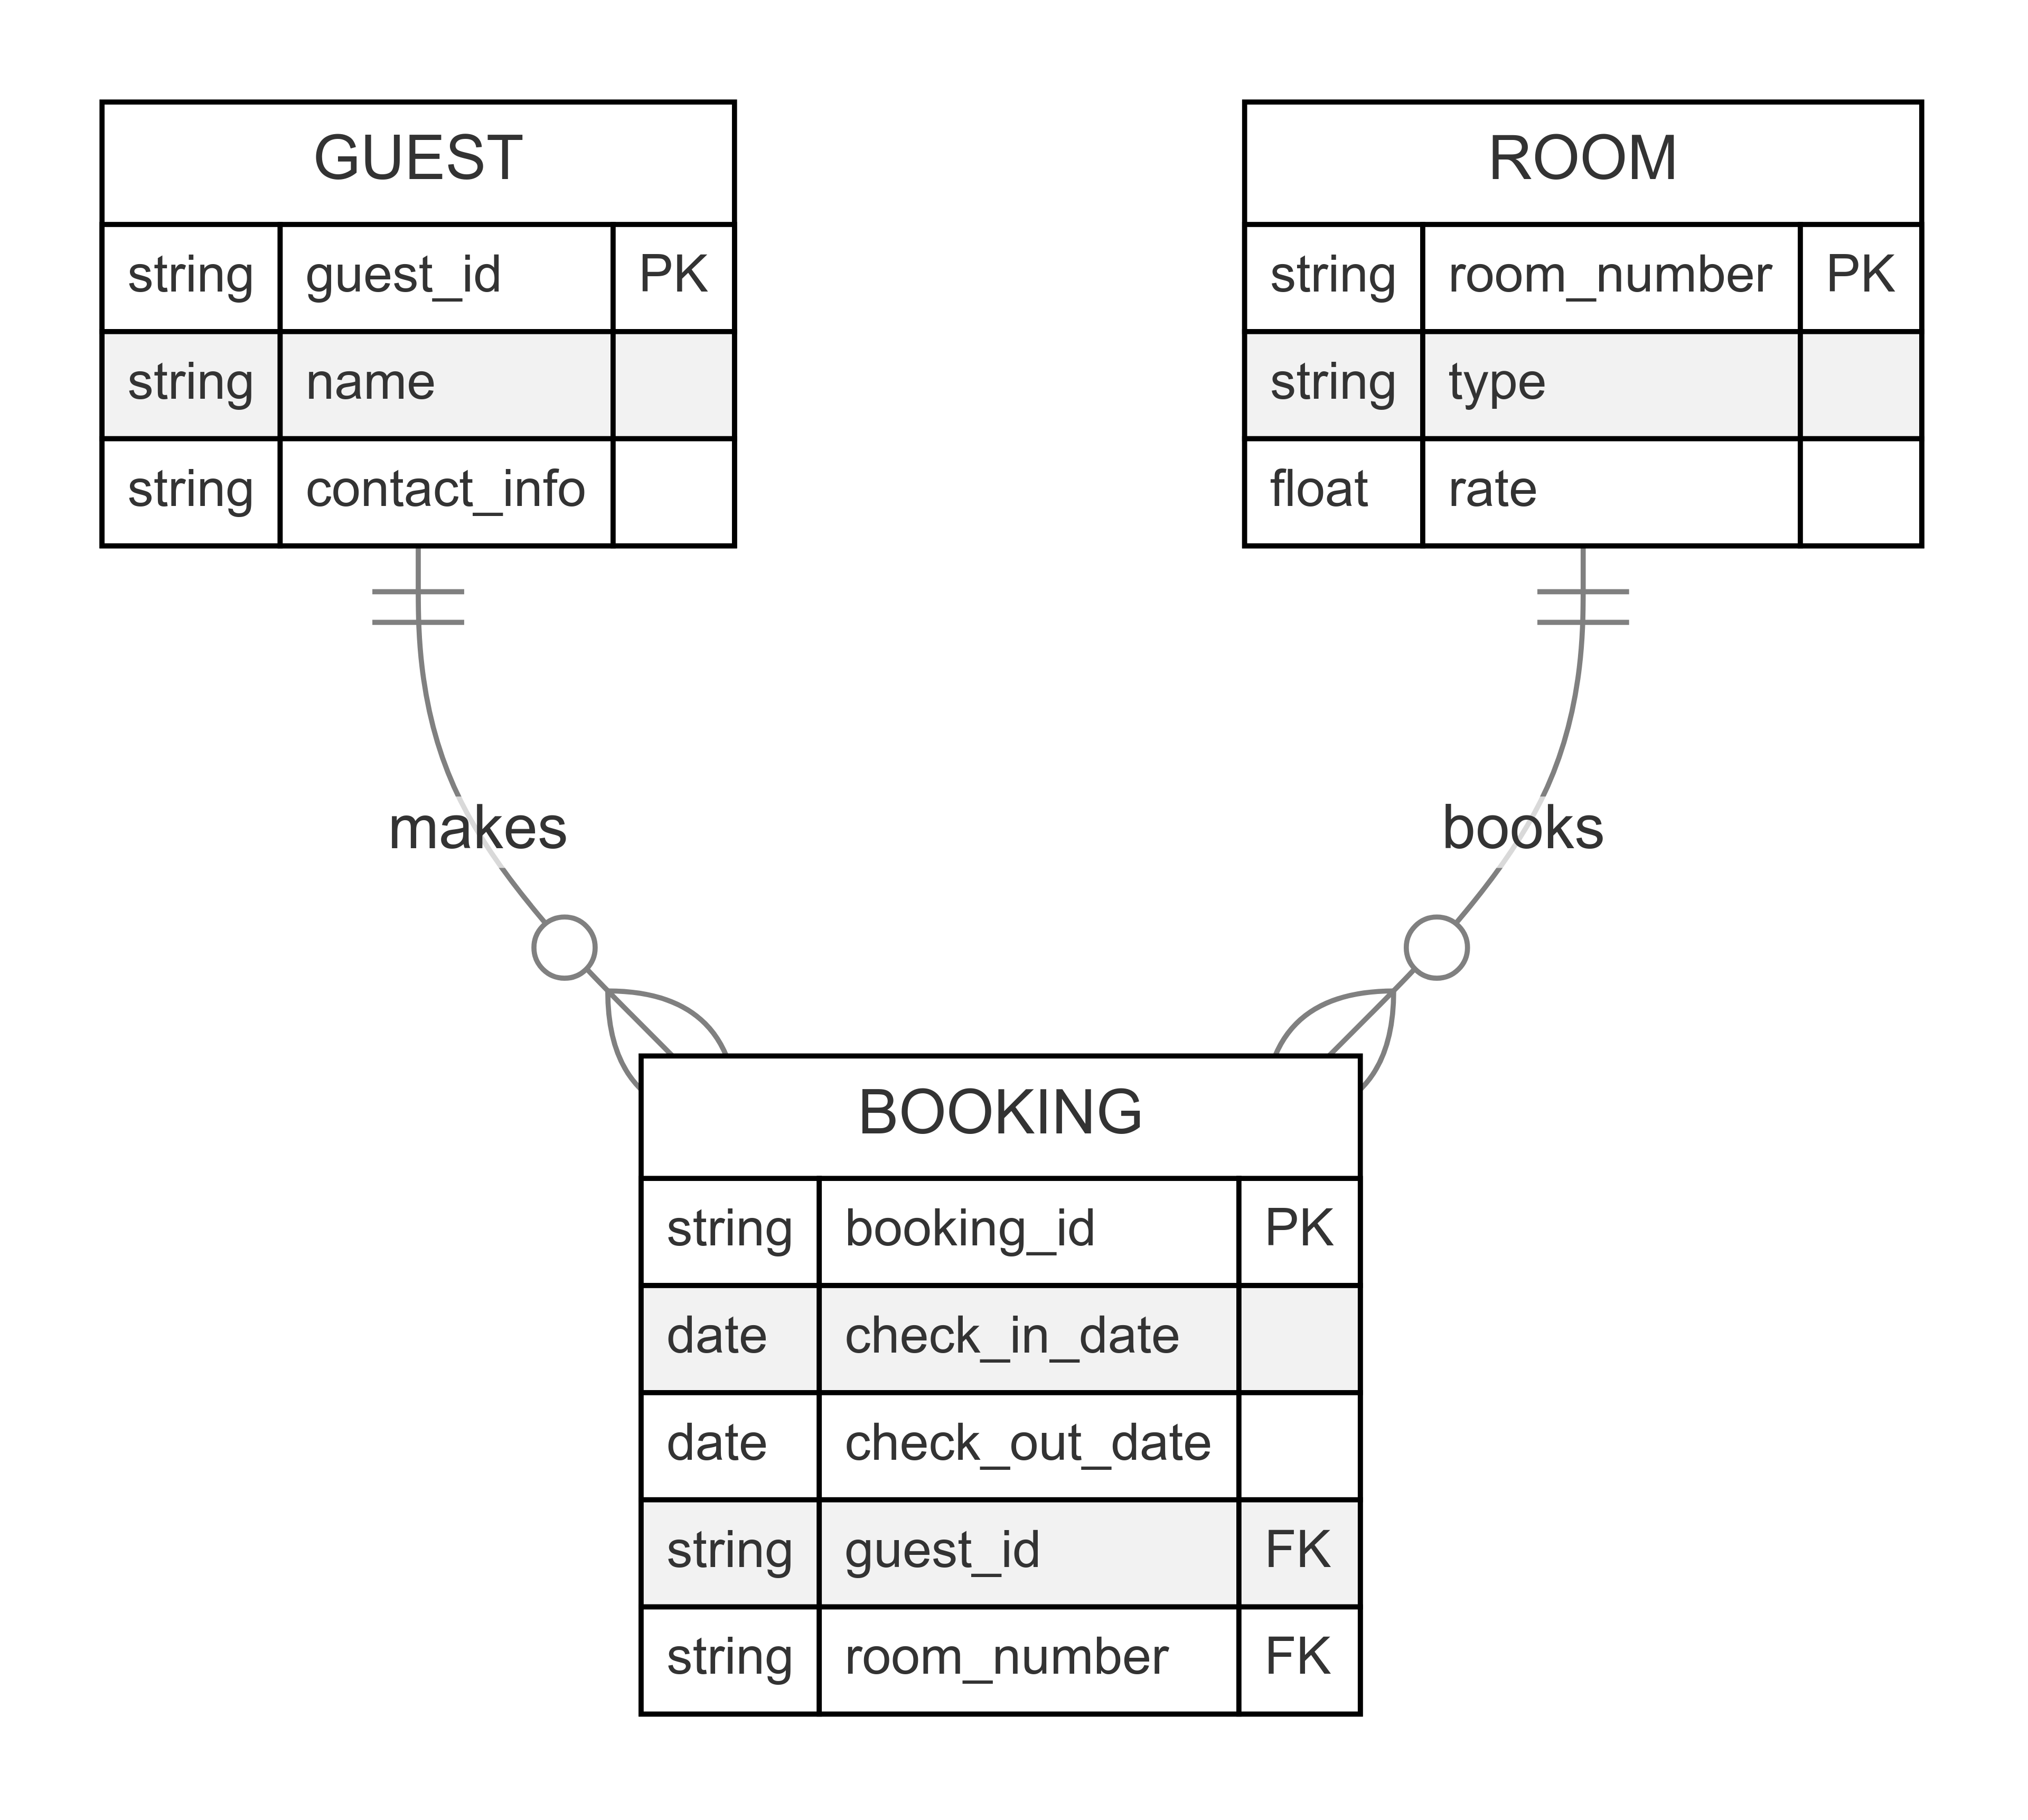 GUEST
string guest_id PK
string name
string contact_info
ROOM
string room_number PK
string type
float rate
makes
books
BOOKING
string booking_id PK
date check_in_date
date check_out_date
string guest_id FK
string room_number FK